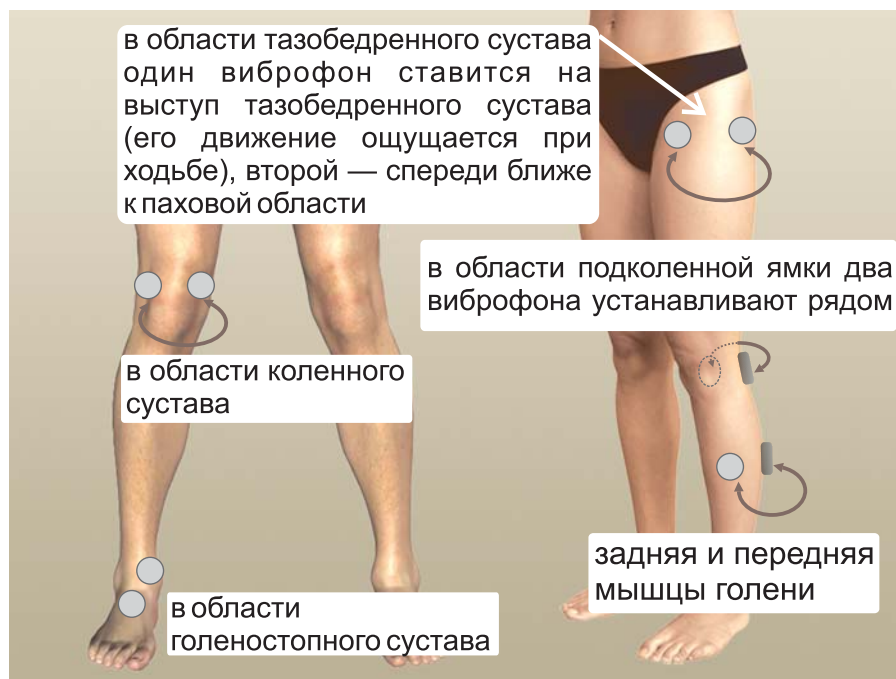 в области тазобедренного сустава
один виброфон ставится на
выступ тазобедренного сустава
(его движение ощущается при
ходьбе), второй — спереди ближе
к паховой области
в области подколенной ямки два
виброфона устанавливают рядом
в области коленного
сустава
задняя и передняя
мышцы голени
в области
голеностопного сустава